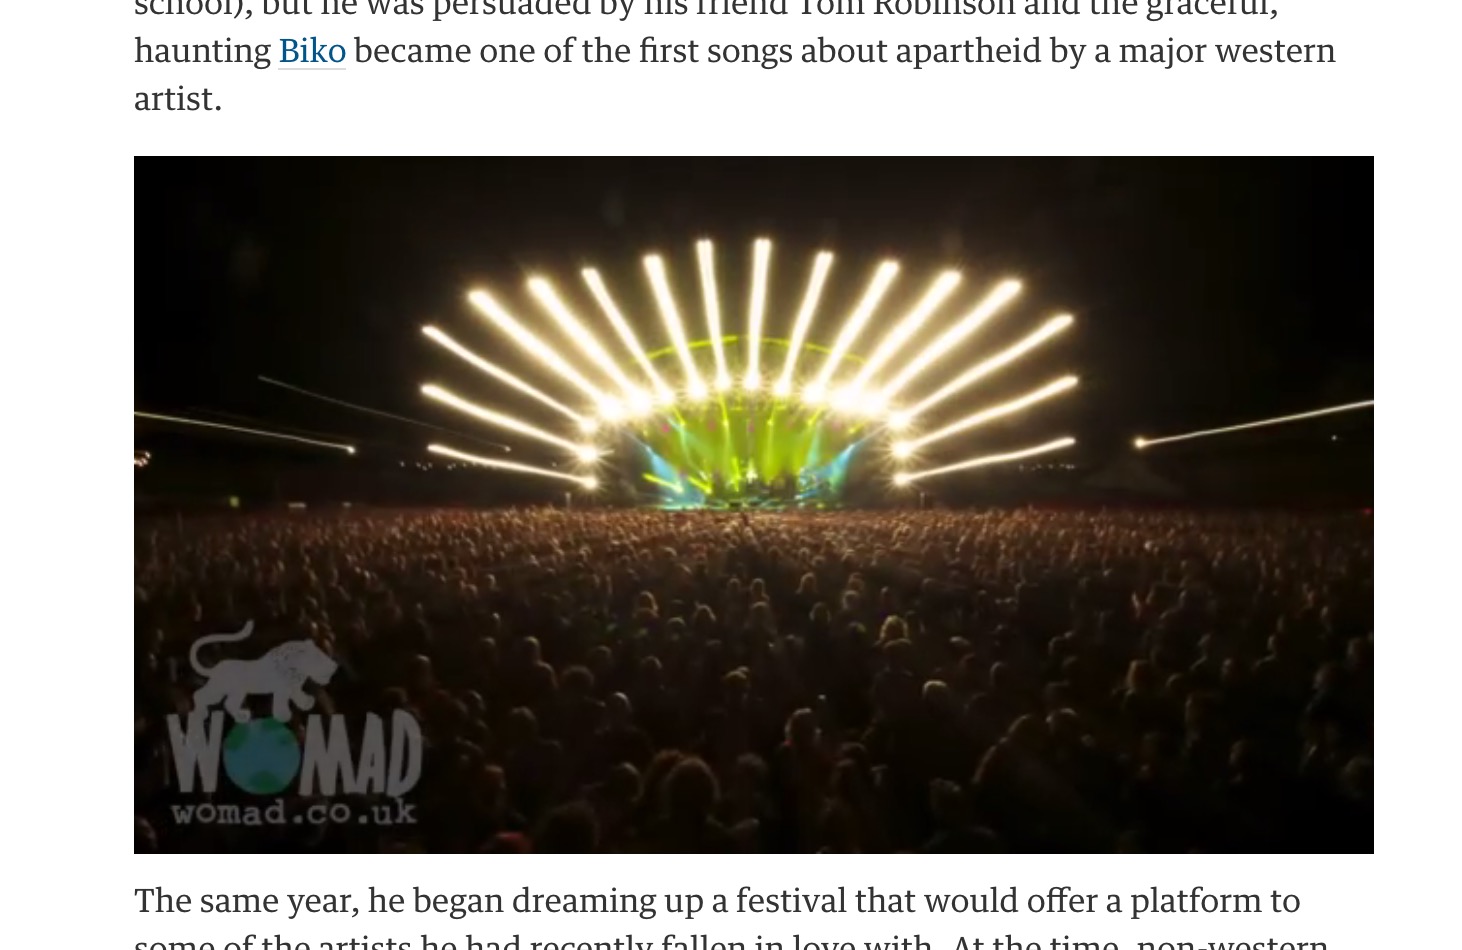 school), but he was persuaded by his friend Tom Robinson and the graceful,
haunting Biko became one of the first songs about apartheid by a major western
artist.
WOMAD
womad.co.uk
The same year, he began dreaming up a festival that would offer a platform to
some of the artists he had recently fallen in love with. At the time, non-western